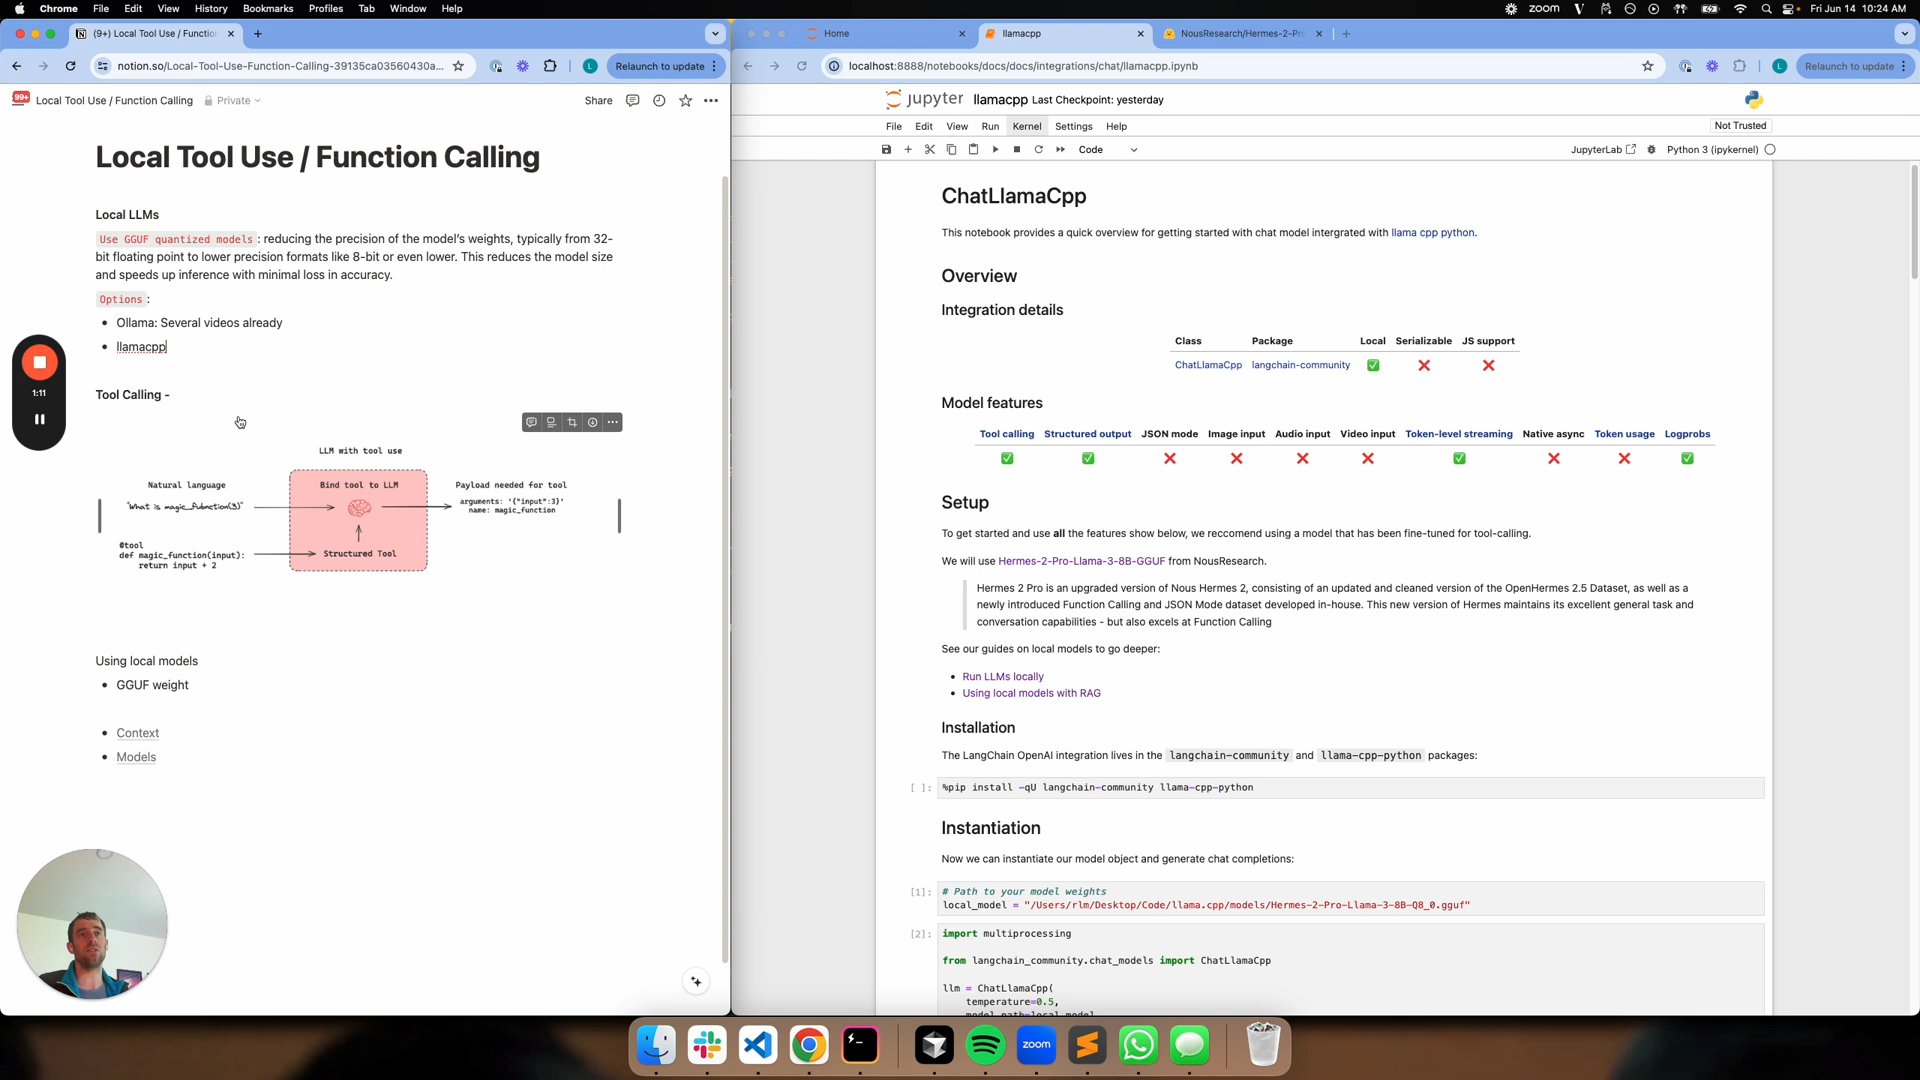 Chrome File Edit View History Bookmarks Profiles Tab Window Help
zoom Fri Jun 14 10:24 AM
(9+) Local Tool Use / Functio
notion.so/Local-Tool-Use-Function-Calling-39135ca03560430a...
L
Relaunch to update
99+
Local Tool Use / Function Calling
Private
Share
Local Tool Use / Function Calling
Local LLMs
Use GGUF quantized models : reducing the precision of the model's weights, typically from 32-
bit floating point to lower precision formats like 8-bit or even lower. This reduces the model size
and speeds up inference with minimal loss in accuracy.
Options :
• Ollama: Several videos already
• llamacpp
1:11
Tool Calling -
LLM with tool use
Natural language
Bind tool to LLM
Payload needed for tool
"What is magic_fubnction(3)"
arguments: '{"input":3}'
name: magic_function
@tool
def magic_function(input):
return input + 2
Structured Tool
Using local models
• GGUF weight
• Context
• Models
Home
llamacpp
NousResearch/Hermes-2-Pr
localhost:8888/notebooks/docs/docs/integrations/chat/llamacpp.ipynb
L
Relaunch to update
jupyter llamacpp Last Checkpoint: yesterday
File Edit View Run Kernel Settings Help
Not Trusted
Code
JupyterLab
Python 3 (ipykernel)
ChatLlamaCpp
This notebook provides a quick overview for getting started with chat model intergrated with llama cpp python.
Overview
Integration details
Class Package Local Serializable JS support
ChatLlamaCpp langchain-community ✅ ❌ ❌
Model features
Tool calling Structured output JSON mode Image input Audio input Video input Token-level streaming Native async Token usage Logprobs
✅ ✅ ❌ ❌ ❌ ❌ ✅ ❌ ❌ ✅
Setup
To get started and use all the features show below, we reccomend using a model that has been fine-tuned for tool-calling.
We will use Hermes-2-Pro-Llama-3-8B-GGUF from NousResearch.
Hermes 2 Pro is an upgraded version of Nous Hermes 2, consisting of an updated and cleaned version of the OpenHermes 2.5 Dataset, as well as a
newly introduced Function Calling and JSON Mode dataset developed in-house. This new version of Hermes maintains its excellent general task and
conversation capabilities - but also excels at Function Calling
See our guides on local models to go deeper:
• Run LLMs locally
• Using local models with RAG
Installation
The LangChain OpenAI integration lives in the langchain-community and llama-cpp-python packages:
[ ]: %pip install -qU langchain-community llama-cpp-python
Instantiation
Now we can instantiate our model object and generate chat completions:
[1]: # Path to your model weights
local_model = "/Users/rlm/Desktop/Code/llama.cpp/models/Hermes-2-Pro-Llama-3-8B-Q8_0.gguf"
[2]: import multiprocessing
from langchain_community.chat_models import ChatLlamaCpp
llm = ChatLlamaCpp(
temperature=0.5,
model_path=local_model
zoom